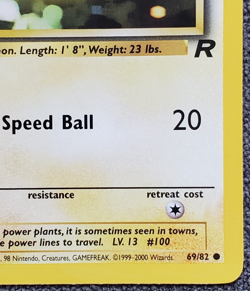 eon. Length: 1' 8", Weight: 23 lbs.
R
Speed Ball 20
resistance retreat cost
power plants, it is sometimes seen in towns,
e power lines to travel. LV. 13 #100
98 Nintendo, Creatures, GAMEFREAK. ©1999-2000 Wizards. 69/82